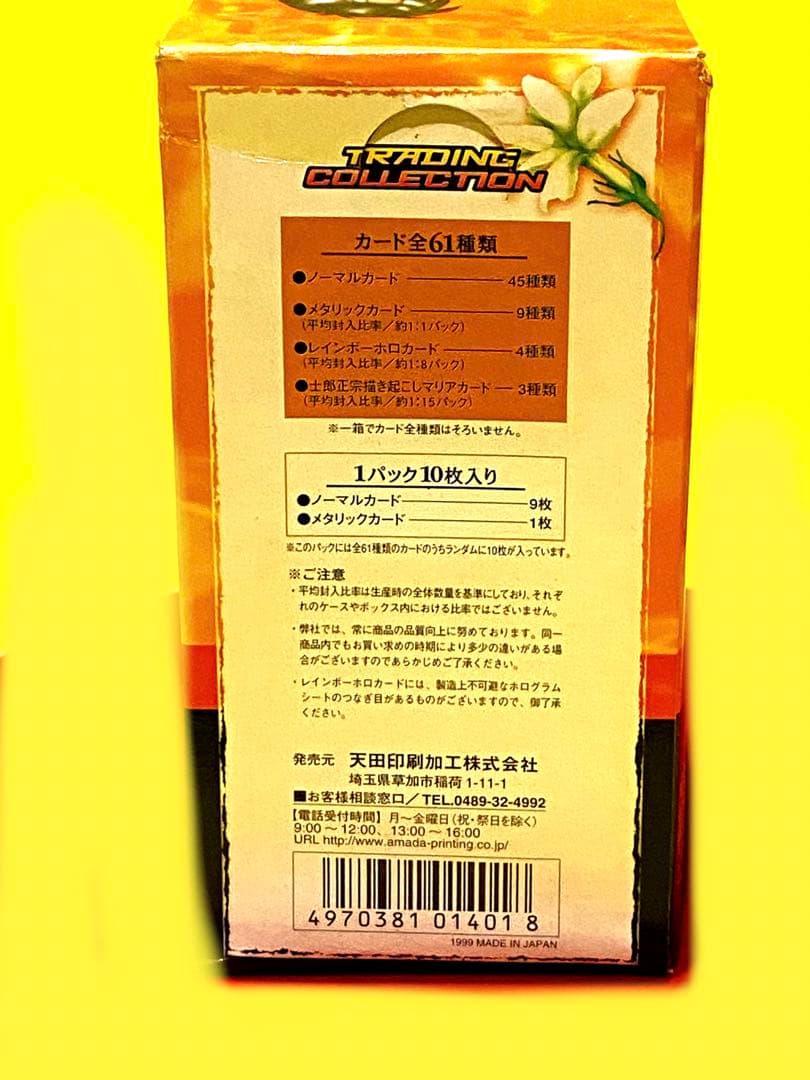 TRADING
COLLECTION
カード全61種類
●ノーマルカード 45種類
●メタリックカード 9種類
(平均封入比率/約1:1パック)
●レインボーホロカード 4種類
(平均封入比率/約1:8パック)
●士郎正宗描き起こしマリアカード 3種類
(平均封入比率/約1:15パック)
※一箱でカード全種類はそろいません。
1パック10枚入り
●ノーマルカード 9枚
●メタリックカード 1枚
※このパックには全61種類のカードのうちランダムに10枚が入っています。
※ご注意
・平均封入比率は生産時の全体数量を基準にしており、それぞ
れのケースやボックス内における比率ではございません。
・弊社では、常に商品の品質向上に努めております。同一
商品内でもお買い求めの時期により多少の違いがある場
合がございますのであらかじめご了承ください。
・レインボーホロカードには、製造上不可避なホログラム
シートのつなぎ目があるものがございますので、御了承
ください。
発売元 天田印刷加工株式会社
埼玉県草加市稲荷1-11-1
■お客様相談窓口/TEL.0489-32-4992
【電話受付時間】月～金曜日(祝・祭日を除く)
9:00～12:00、13:00～16:00
URL http://www.amada-printing.co.jp/
4970381014018
1999 MADE IN JAPAN